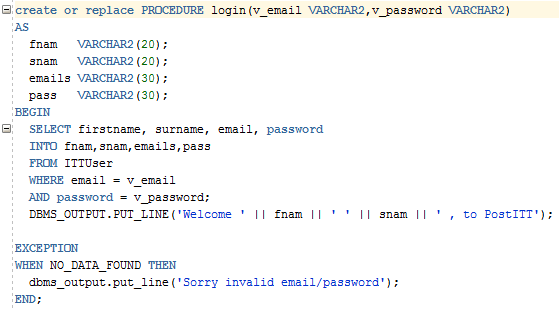 create or replace PROCEDURE login(v_email VARCHAR2,v_password VARCHAR2)
AS
  fnam   VARCHAR2(20);
  snam   VARCHAR2(20);
  emails VARCHAR2(30);
  pass   VARCHAR2(30);
BEGIN
  SELECT firstname, surname, email, password
  INTO fnam,snam,emails,pass
  FROM ITTUser
  WHERE email = v_email
  AND password = v_password;
  DBMS_OUTPUT.PUT_LINE('Welcome ' || fnam || ' ' || snam || ' , to PostITT');

EXCEPTION
WHEN NO_DATA_FOUND THEN
  dbms_output.put_line('Sorry invalid email/password');
END;